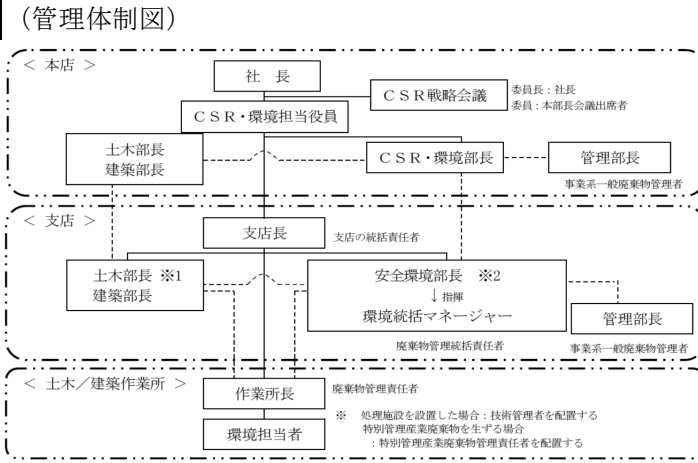 （管理体制図）
＜ 本店 ＞
社　長
ＣＳＲ戦略会議
委員長：社長
委員：本部長会議出席者
ＣＳＲ・環境担当役員
土木部長
建築部長
ＣＳＲ・環境部長
管理部長
事業系一般廃棄物管理者
＜ 支店 ＞
支店長
支店の統括責任者
土木部長 ※1
建築部長
安全環境部長　※2
↓指揮
環境統括マネージャー
廃棄物管理統括責任者
管理部長
事業系一般廃棄物管理者
＜ 土木／建築作業所 ＞
作業所長
廃棄物管理責任者
環境担当者
※　処理施設を設置した場合：技術管理者を配置する
特別管理産業廃棄物を生ずる場合
：特別管理産業廃棄物管理責任者を配置する